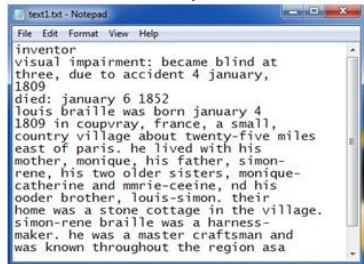 text1.txt - Notepad
File Edit Format View Help
inventor
visual impairment: became blind at
three, due to accident 4 january,
1809
died: january 6 1852
louis braille was born january 4
1809 in coupvray, france, a small,
country village about twenty-five miles
east of paris. he lived with his
mother, monique, his father, simon-
rene, his two older sisters, monique-
catherine and mmrie-ceeine, nd his
ooder brother, louis-simon. their
home was a stone cottage in the village.
simon-rene braille was a harness-
maker. he was a master craftsman and
was known throughout the region asa